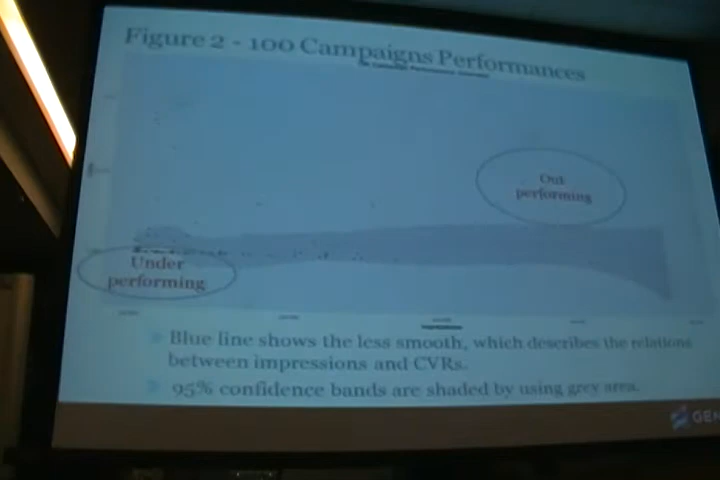 Figure 2 - 100 Campaigns Performances
Out
performing
Under
performing
Blue line shows the less smooth, which describes the relations
between impressions and CVRs.
95% confidence bands are shaded by using grey area.
GEN